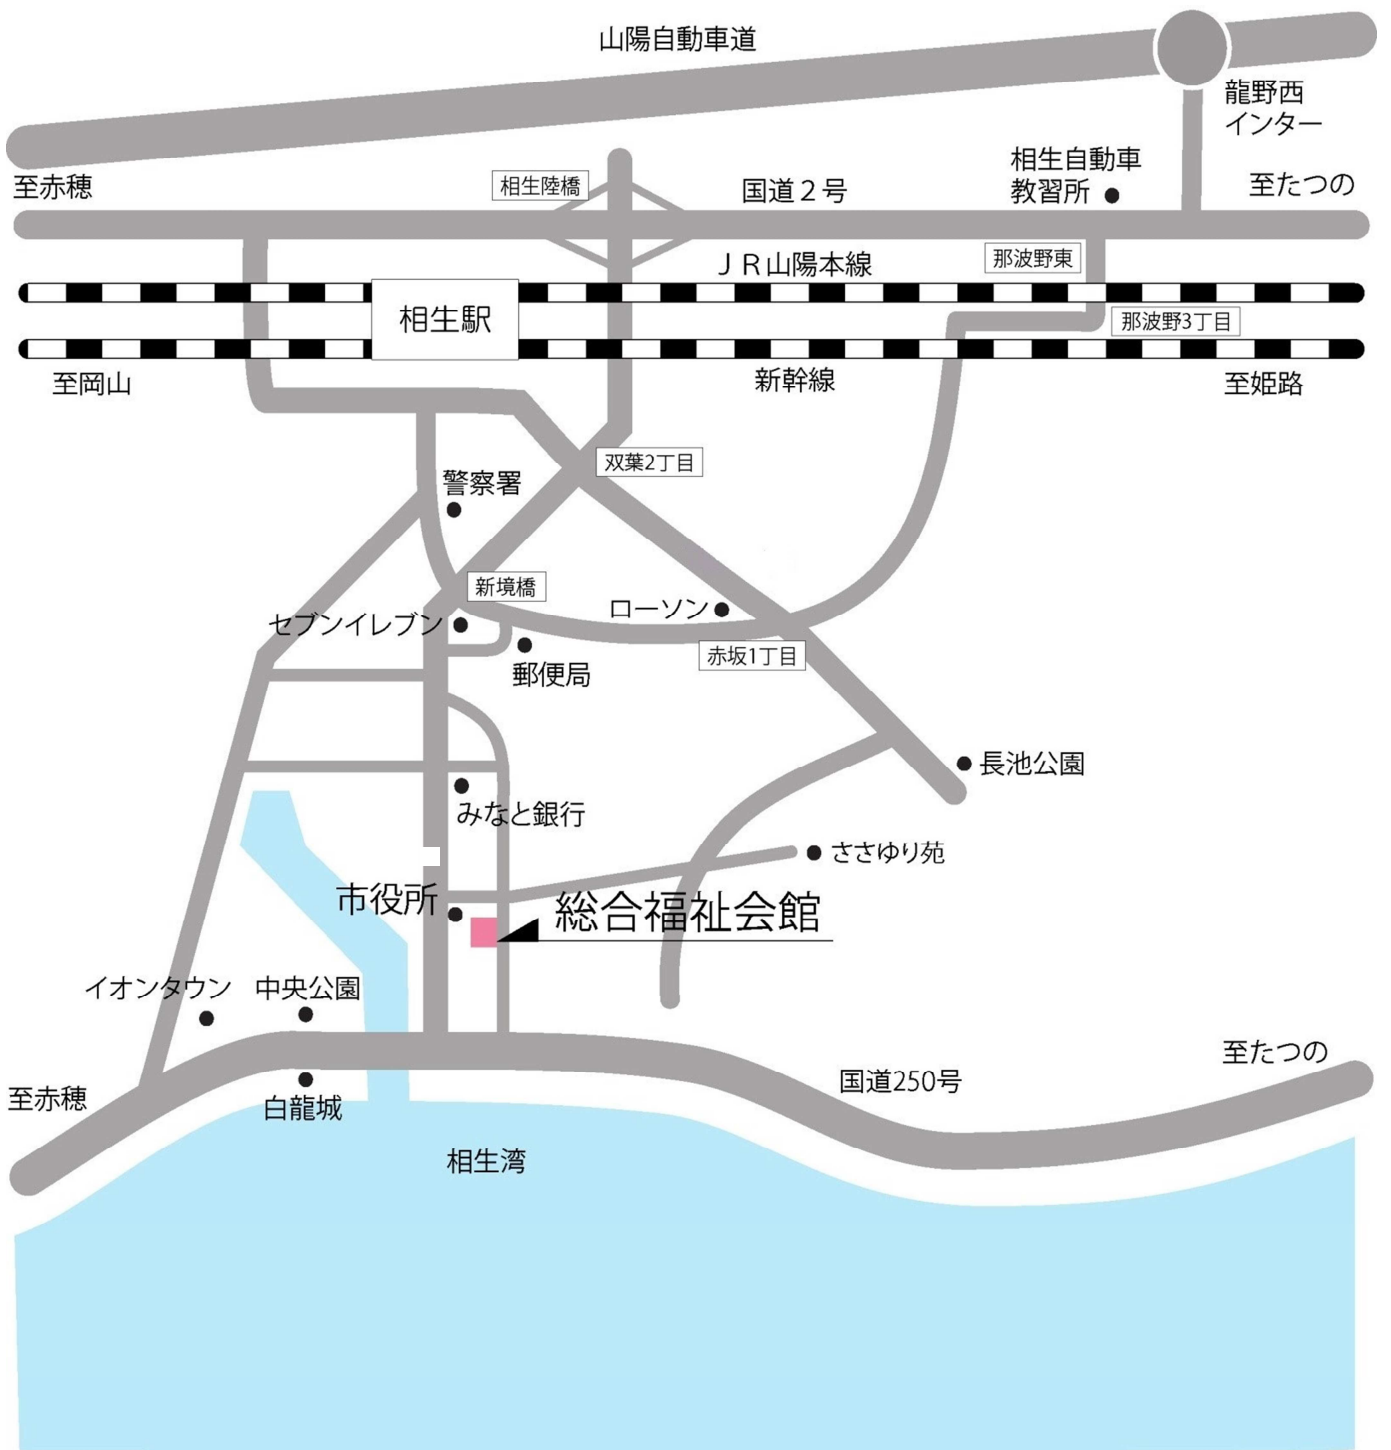 山陽自動車道
龍野西
インター
相生自動車
教習所
至赤穂
相生陸橋
国道２号
至たつの
那波野東
ＪＲ山陽本線
相生駅
那波野3丁目
至岡山
新幹線
至姫路
双葉2丁目
警察署
新境橋
ローソン
セブンイレブン
赤坂1丁目
郵便局
長池公園
みなと銀行
ささゆり苑
市役所
総合福祉会館
イオンタウン
中央公園
至たつの
国道250号
至赤穂
白龍城
相生湾